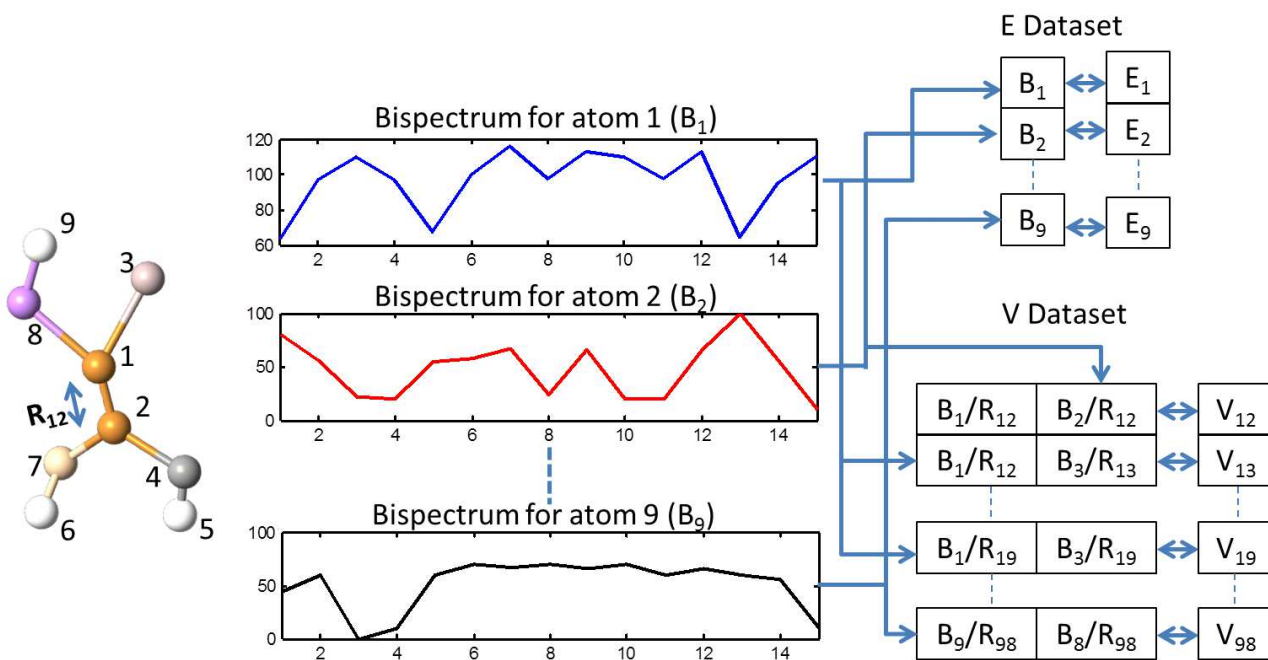 9
3
8
1
R₁₂
2
7
4
6
5
Bispectrum for atom 1 (B₁)
120
100
80
60
2 4 6 8 10 12 14
Bispectrum for atom 2 (B₂)
100
50
0
2 4 6 8 10 12 14
Bispectrum for atom 9 (B₉)
100
50
0
2 4 6 8 10 12 14
E Dataset
B₁ E₁
B₂ E₂
B₉ E₉
V Dataset
B₁/R₁₂ B₂/R₁₂ V₁₂
B₁/R₁₂ B₃/R₁₃ V₁₃
B₁/R₁₉ B₃/R₁₉ V₁₉
B₉/R₉₈ B₈/R₉₈ V₉₈